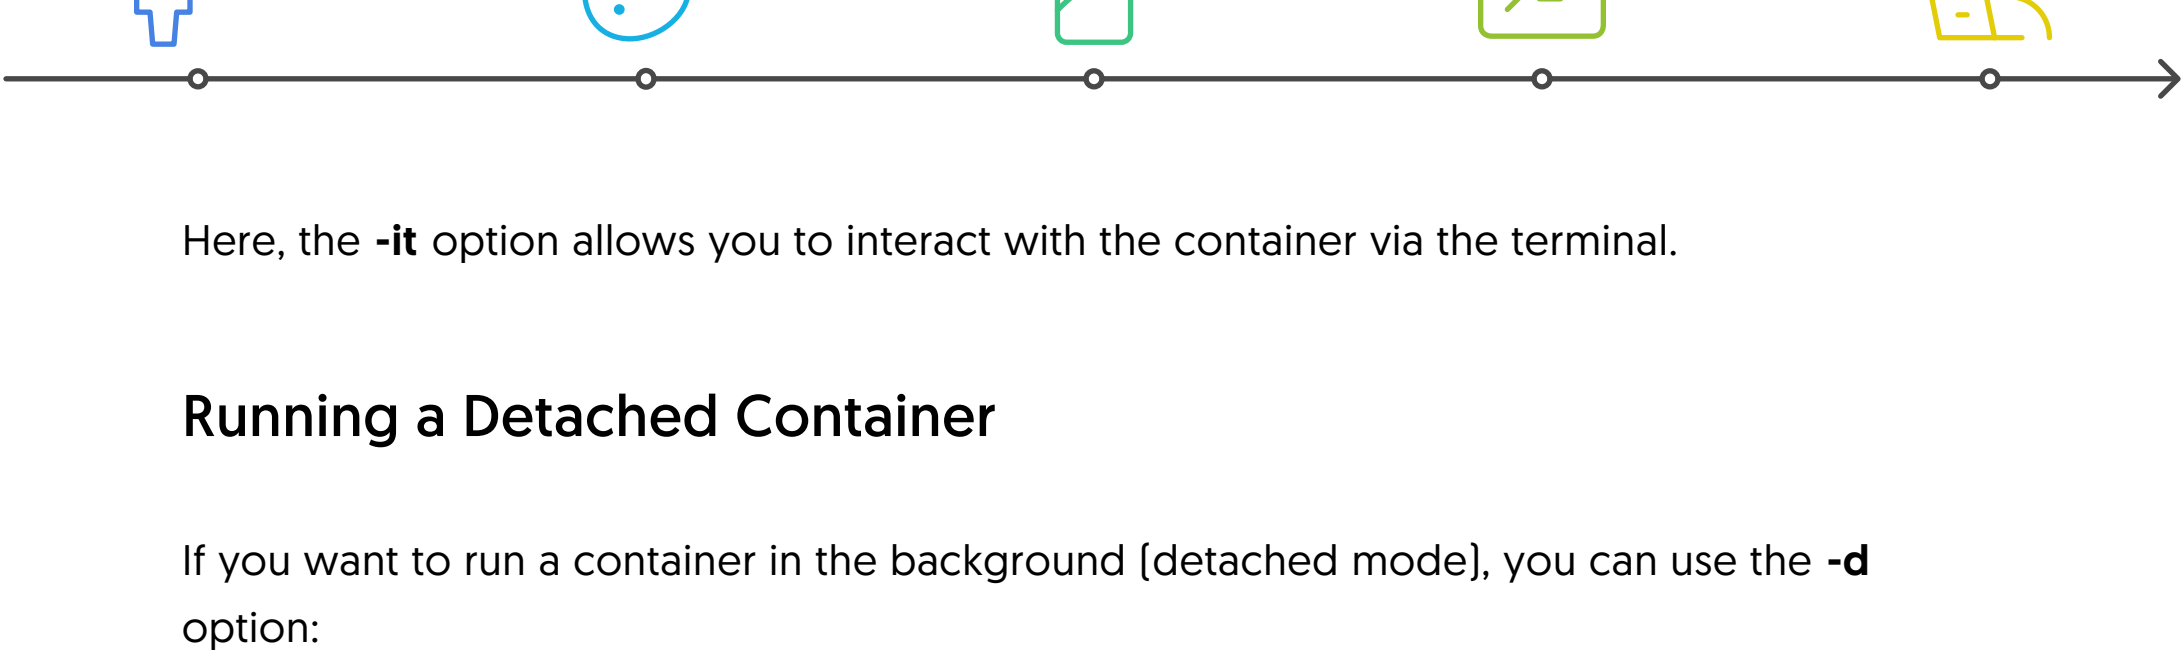 Here, the -it option allows you to interact with the container via the terminal.
Running a Detached Container
If you want to run a container in the background (detached mode), you can use the -d
option: